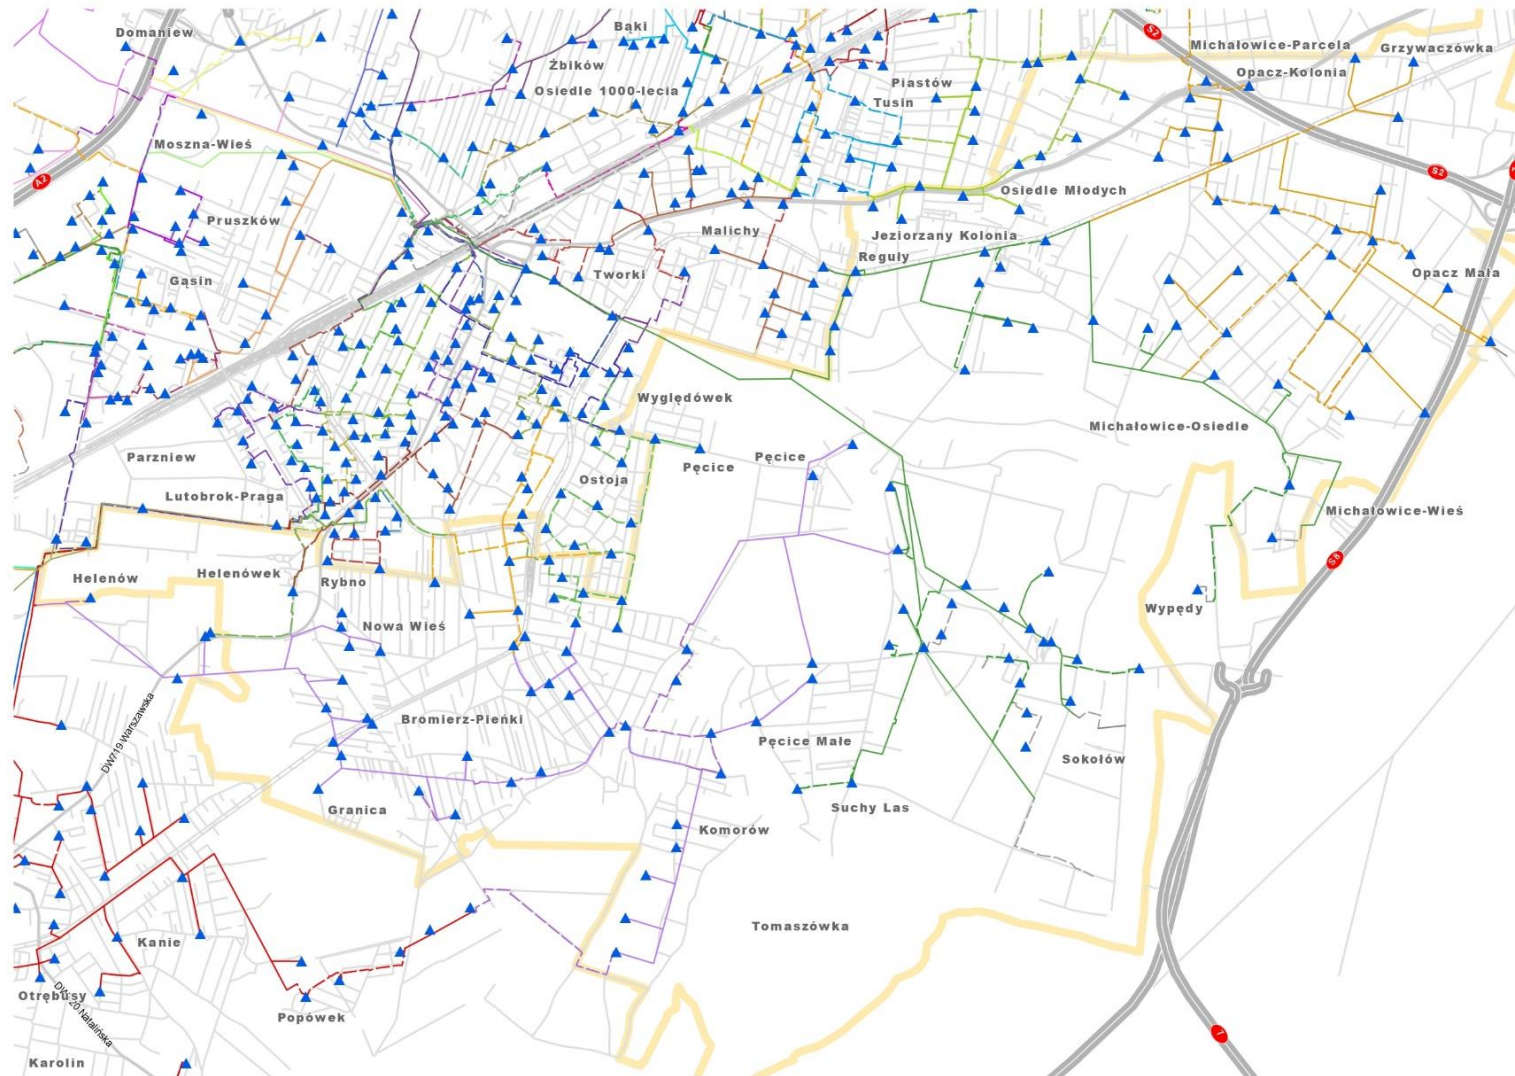 Domaniew
Bąki
S2
Michałowice-Parcela
Grzywaczówka
Żbików
Opacz-Kolonia
Osiedle 1000-lecia
Piastów
Tusin
Moszna-Wieś
A2
S2
Osiedle Młodych
Pruszków
Malichy
Jeziorzany Kolonia
Reguły
Gąsin
Tworki
Opacz Mała
Wyględówek
Michałowice-Osiedle
Parzniew
Pęcice
Pęcice
Ostoja
Lutobrok-Praga
Michałowice-Wieś
S8
Helenów
Helenówek
Rybno
Wypędy
Nowa Wieś
DW719 Warszawska
Bromierz-Pieńki
Pęcice Małe
Sokołów
Granica
Suchy Las
Komorów
Tomaszówka
Kanie
Otrębusy
Natalińska
Popówek
7
Karolin